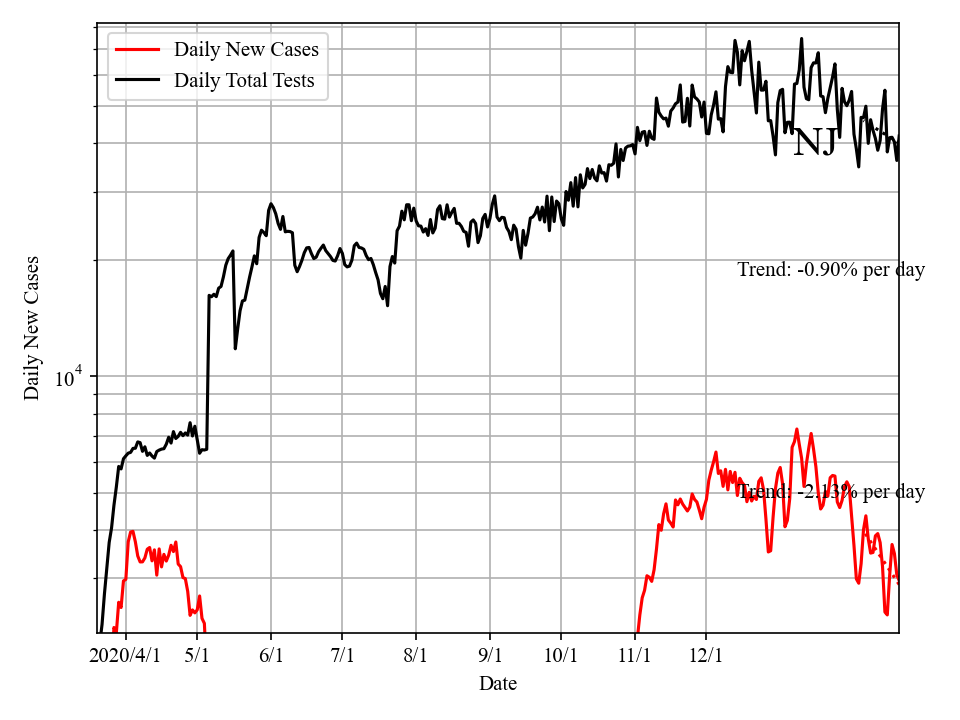 Daily New Cases
Daily Total Tests
NJ
Trend: -0.90% per day
Trend: -2.13% per day
Daily New Cases
10^4
2020/4/1 5/1 6/1 7/1 8/1 9/1 10/1 11/1 12/1
Date